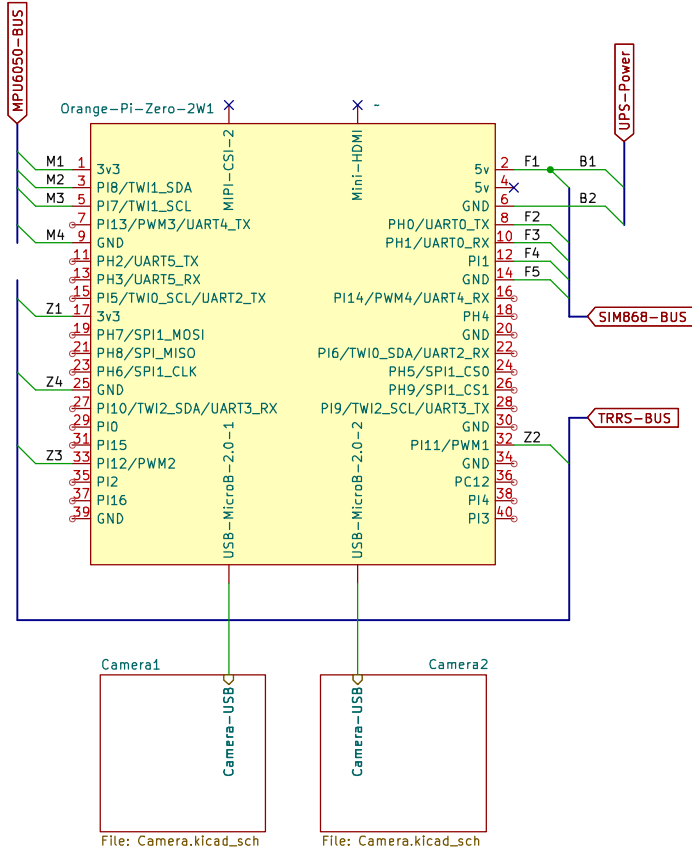 MPU6050-BUS
UPS-Power
Orange-Pi-Zero-2W1
~
MIPI-CSI-2
Mini-HDMI
M1 1 3v3 5v 2 F1 B1
M2 3 PI8/TWI1_SDA 5v 4
M3 5 PI7/TWI1_SCL GND 6 B2
7 PI13/PWM3/UART4_TX PH0/UART0_TX 8 F2
M4 9 GND PH1/UART0_RX 10 F3
11 PH2/UART5_TX PI1 12 F4
13 PH3/UART5_RX GND 14 F5
15 PI5/TWI0_SCL/UART2_TX PI14/PWM4/UART4_RX 16
Z1 17 3v3 PH4 18 SIM868-BUS
19 PH7/SPI1_MOSI GND 20
21 PH8/SPI_MISO PI6/TWI0_SDA/UART2_RX 22
23 PH6/SPI1_CLK PH5/SPI1_CS0 24
Z4 25 GND PH9/SPI1_CS1 26
27 PI10/TWI2_SDA/UART3_RX PI9/TWI2_SCL/UART3_TX 28
29 PI0 GND 30 TRRS-BUS
31 PI15 PI11/PWM1 32 Z2
Z3 33 PI12/PWM2 GND 34
35 PI2 PC12 36
37 PI16 PI4 38
39 GND PI3 40
USB-MicroB-2.0-1
USB-MicroB-2.0-2
Camera1 Camera2
Camera-USB
Camera-USB
File: Camera.kicad_sch File: Camera.kicad_sch